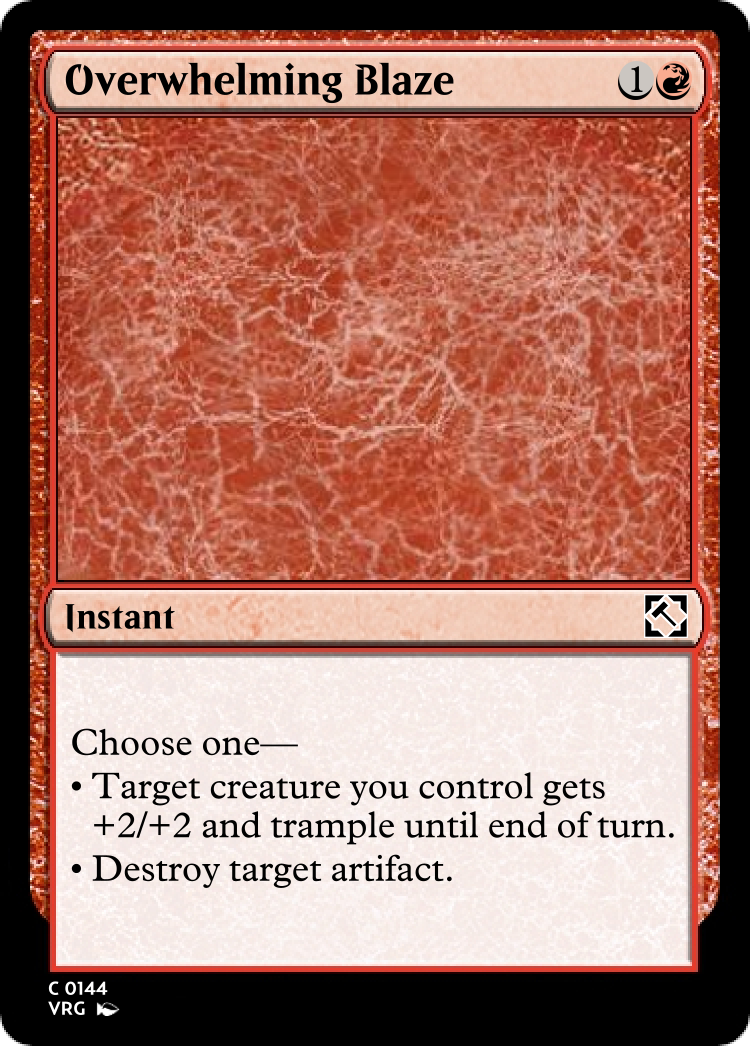 Overwhelming Blaze 1
Instant
Choose one—
• Target creature you control gets
+2/+2 and trample until end of turn.
• Destroy target artifact.
C 0144
VRG